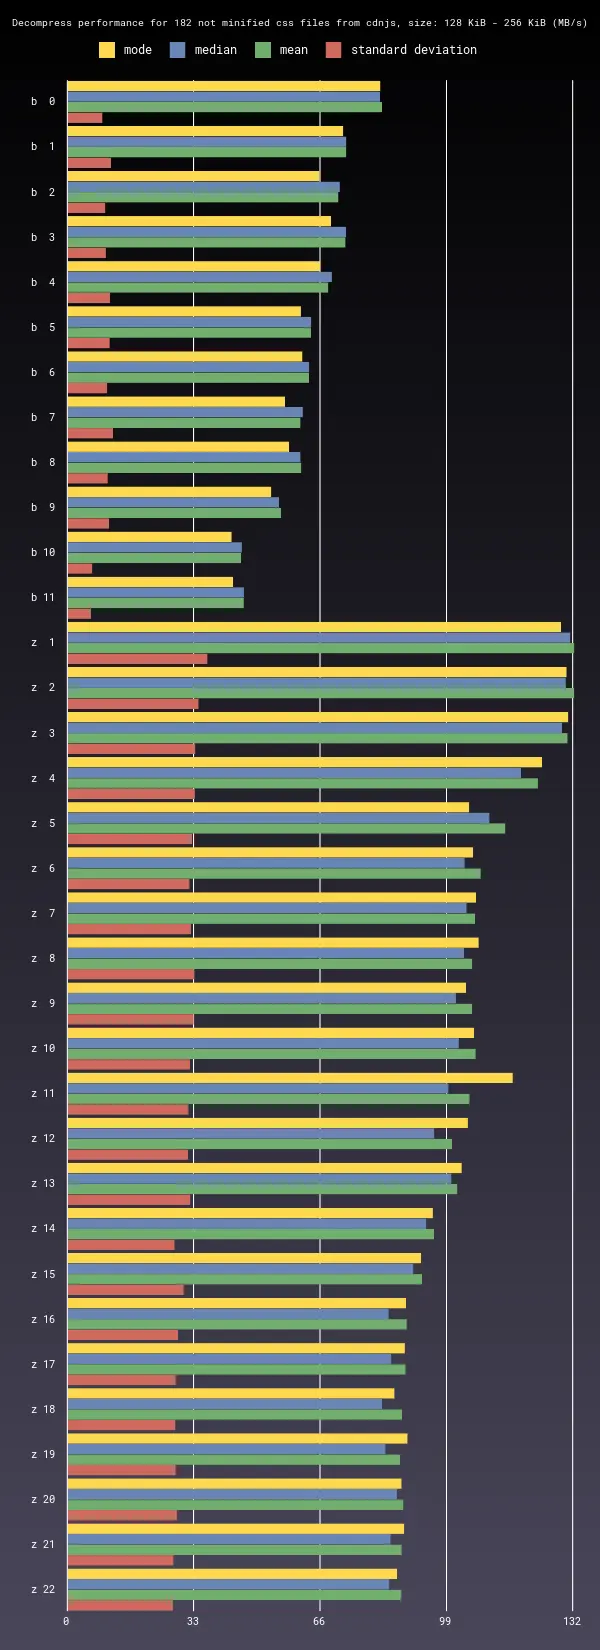 Decompress performance for 182 not minified css files from cdnjs, size: 128 KiB - 256 KiB (MB/s)
mode median mean standard deviation
b 0
b 1
b 2
b 3
b 4
b 5
b 6
b 7
b 8
b 9
b 10
b 11
z 1
z 2
z 3
z 4
z 5
z 6
z 7
z 8
z 9
z 10
z 11
z 12
z 13
z 14
z 15
z 16
z 17
z 18
z 19
z 20
z 21
z 22
0 33 66 99 132